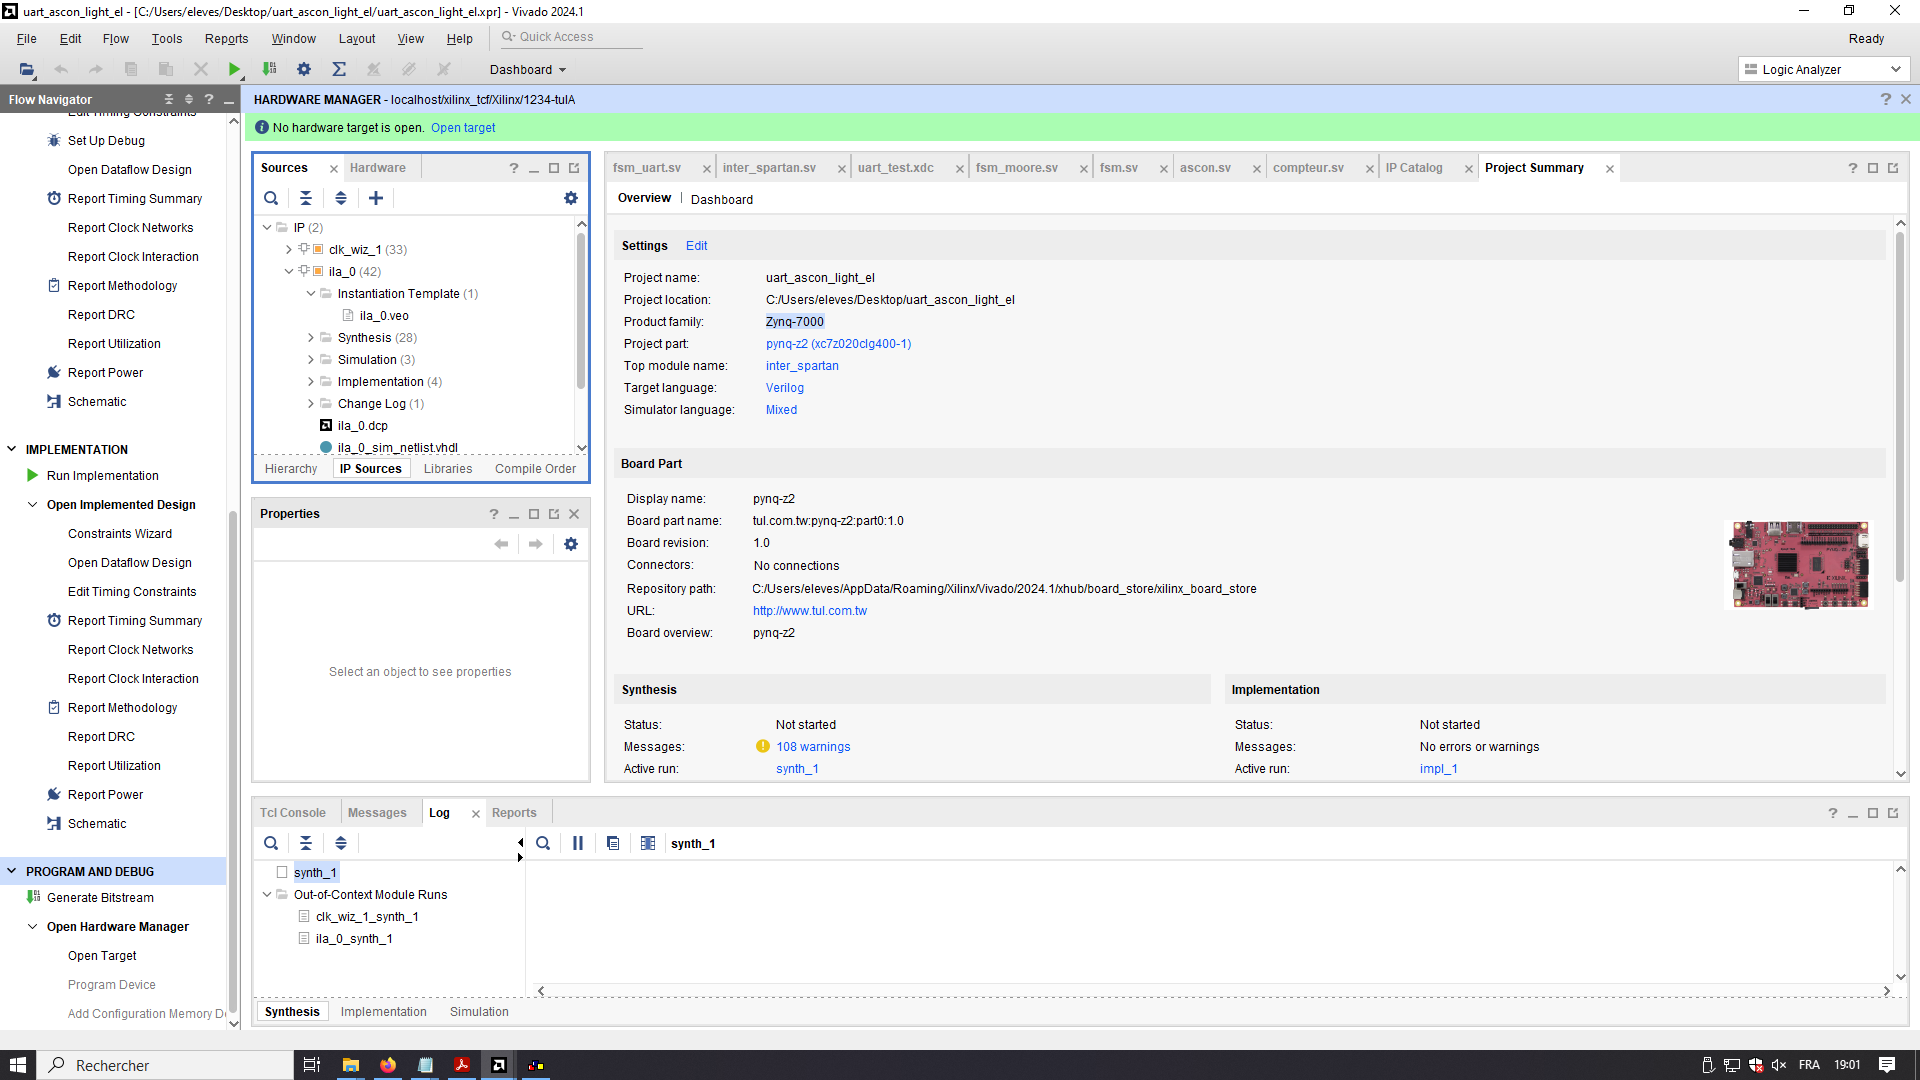 uart_ascon_light_el - [C:/Users/eleves/Desktop/uart_ascon_light_el/uart_ascon_light_el.xpr] - Vivado 2024.1
File Edit Flow Tools Reports Window Layout View Help Quick Access Ready
Dashboard Logic Analyzer
Flow Navigator
Edit Timing Constraints
Set Up Debug
Open Dataflow Design
Report Timing Summary
Report Clock Networks
Report Clock Interaction
Report Methodology
Report DRC
Report Utilization
Report Power
Schematic
IMPLEMENTATION
Run Implementation
Open Implemented Design
Constraints Wizard
Open Dataflow Design
Edit Timing Constraints
Report Timing Summary
Report Clock Networks
Report Clock Interaction
Report Methodology
Report DRC
Report Utilization
Report Power
Schematic
PROGRAM AND DEBUG
Generate Bitstream
Open Hardware Manager
Open Target
Program Device
Add Configuration Memory D
HARDWARE MANAGER - localhost/xilinx_tcf/Xilinx/1234-tulA
No hardware target is open. Open target
Sources Hardware
IP (2)
clk_wiz_1 (33)
ila_0 (42)
Instantiation Template (1)
ila_0.veo
Synthesis (28)
Simulation (3)
Implementation (4)
Change Log (1)
ila_0.dcp
ila_0_sim_netlist.vhdl
Hierarchy IP Sources Libraries Compile Order
Properties
Select an object to see properties
fsm_uart.sv inter_spartan.sv uart_test.xdc fsm_moore.sv fsm.sv ascon.sv compteur.sv IP Catalog Project Summary
Overview Dashboard
Settings Edit
Project name: uart_ascon_light_el
Project location: C:/Users/eleves/Desktop/uart_ascon_light_el
Product family: Zynq-7000
Project part: pynq-z2 (xc7z020clg400-1)
Top module name: inter_spartan
Target language: Verilog
Simulator language: Mixed
Board Part
Display name: pynq-z2
Board part name: tul.com.tw:pynq-z2:part0:1.0
Board revision: 1.0
Connectors: No connections
Repository path: C:/Users/eleves/AppData/Roaming/Xilinx/Vivado/2024.1/xhub/board_store/xilinx_board_store
URL: http://www.tul.com.tw
Board overview: pynq-z2
Synthesis
Status: Not started
Messages: 108 warnings
Active run: synth_1
Implementation
Status: Not started
Messages: No errors or warnings
Active run: impl_1
Tcl Console Messages Log Reports
synth_1
synth_1
Out-of-Context Module Runs
clk_wiz_1_synth_1
ila_0_synth_1
Synthesis Implementation Simulation
Rechercher
FRA 19:01